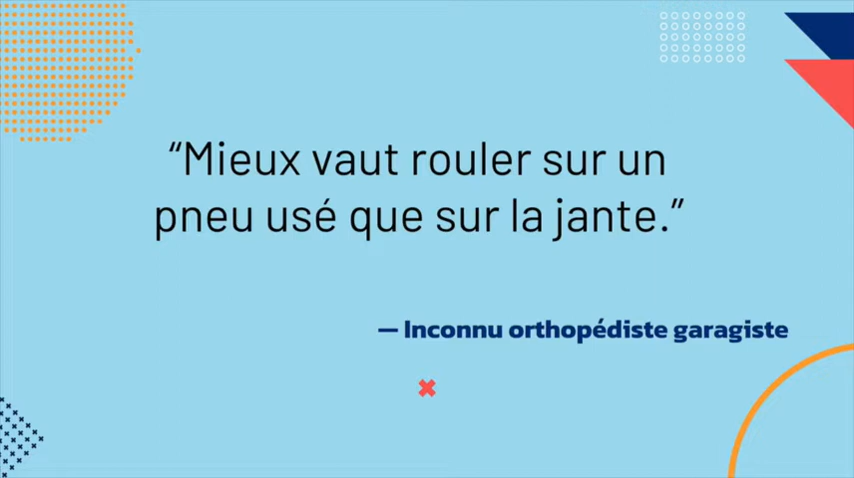 “Mieux vaut rouler sur un
pneu usé que sur la jante.”
— Inconnu orthopédiste garagiste